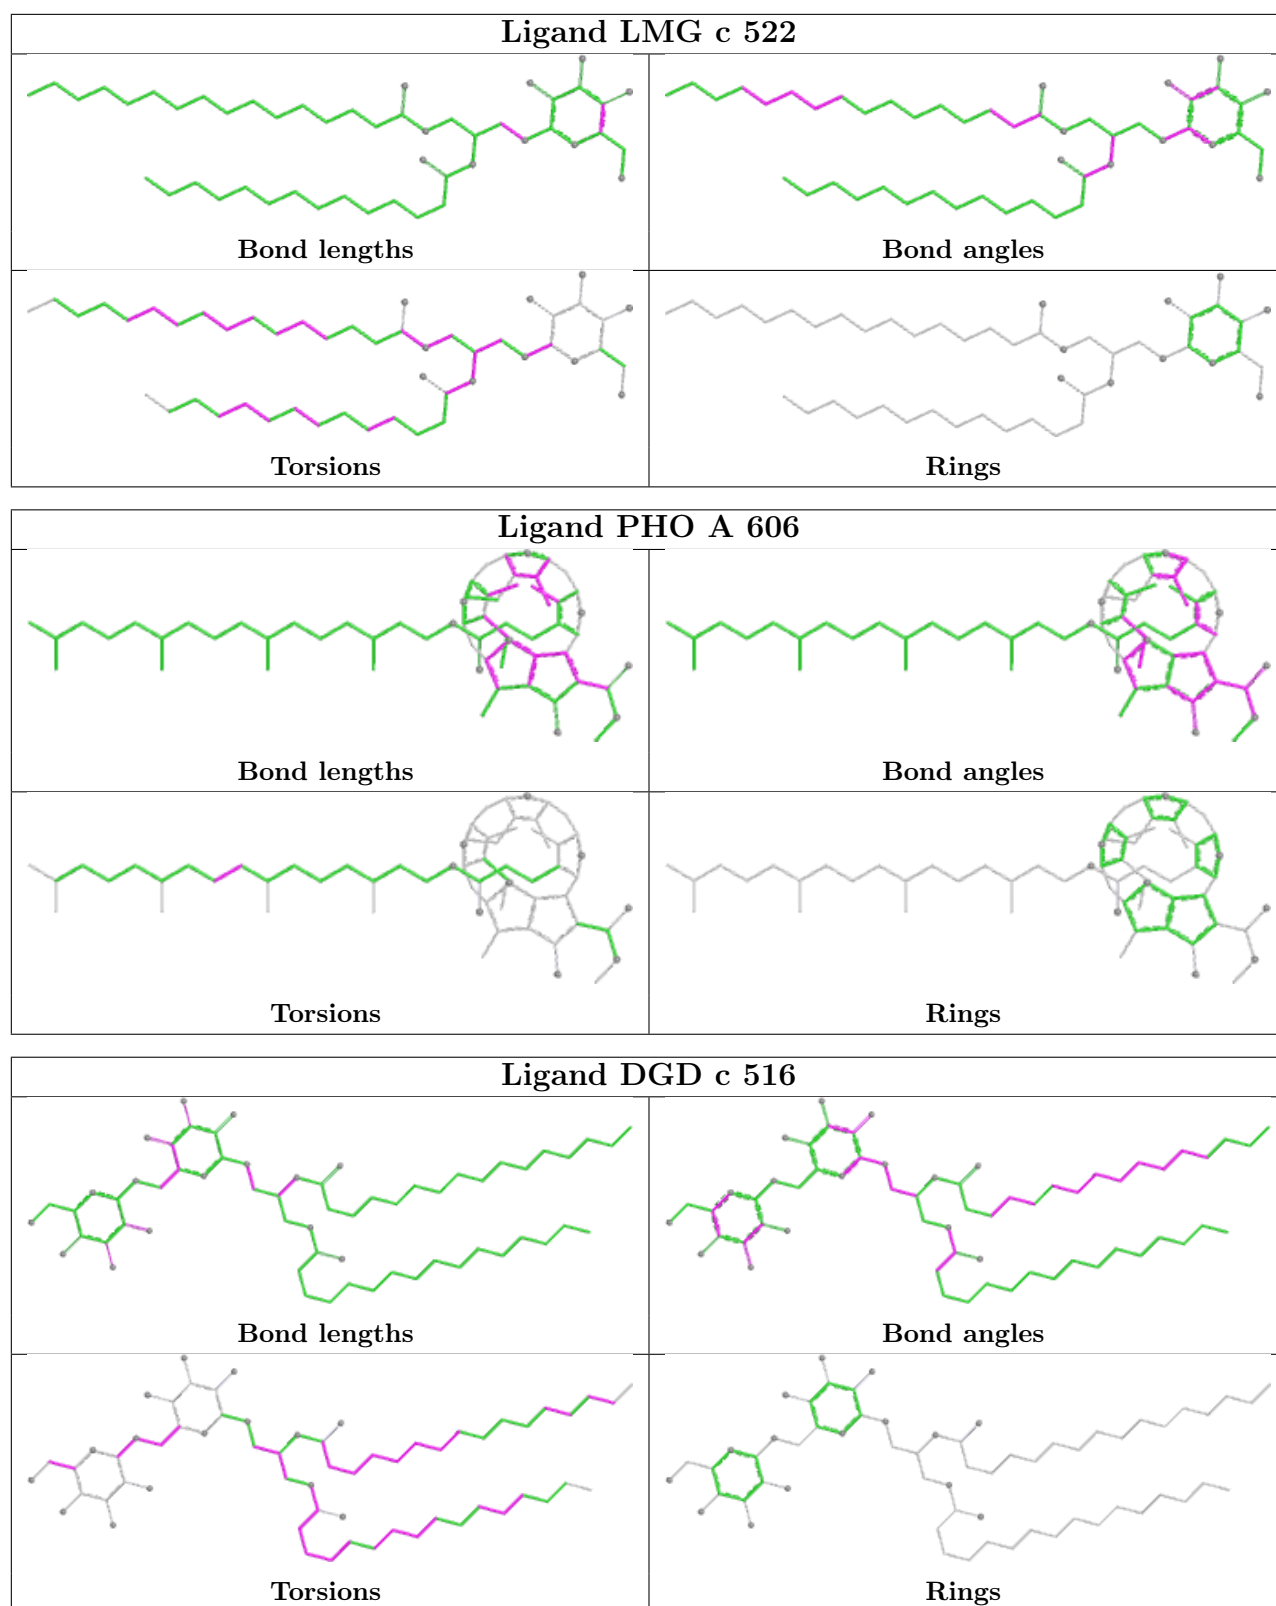 Ligand LMG c 522
Bond lengths
Bond angles
Torsions
Rings
Ligand PHO A 606
Bond lengths
Bond angles
Torsions
Rings
Ligand DGD c 516
Bond lengths
Bond angles
Torsions
Rings